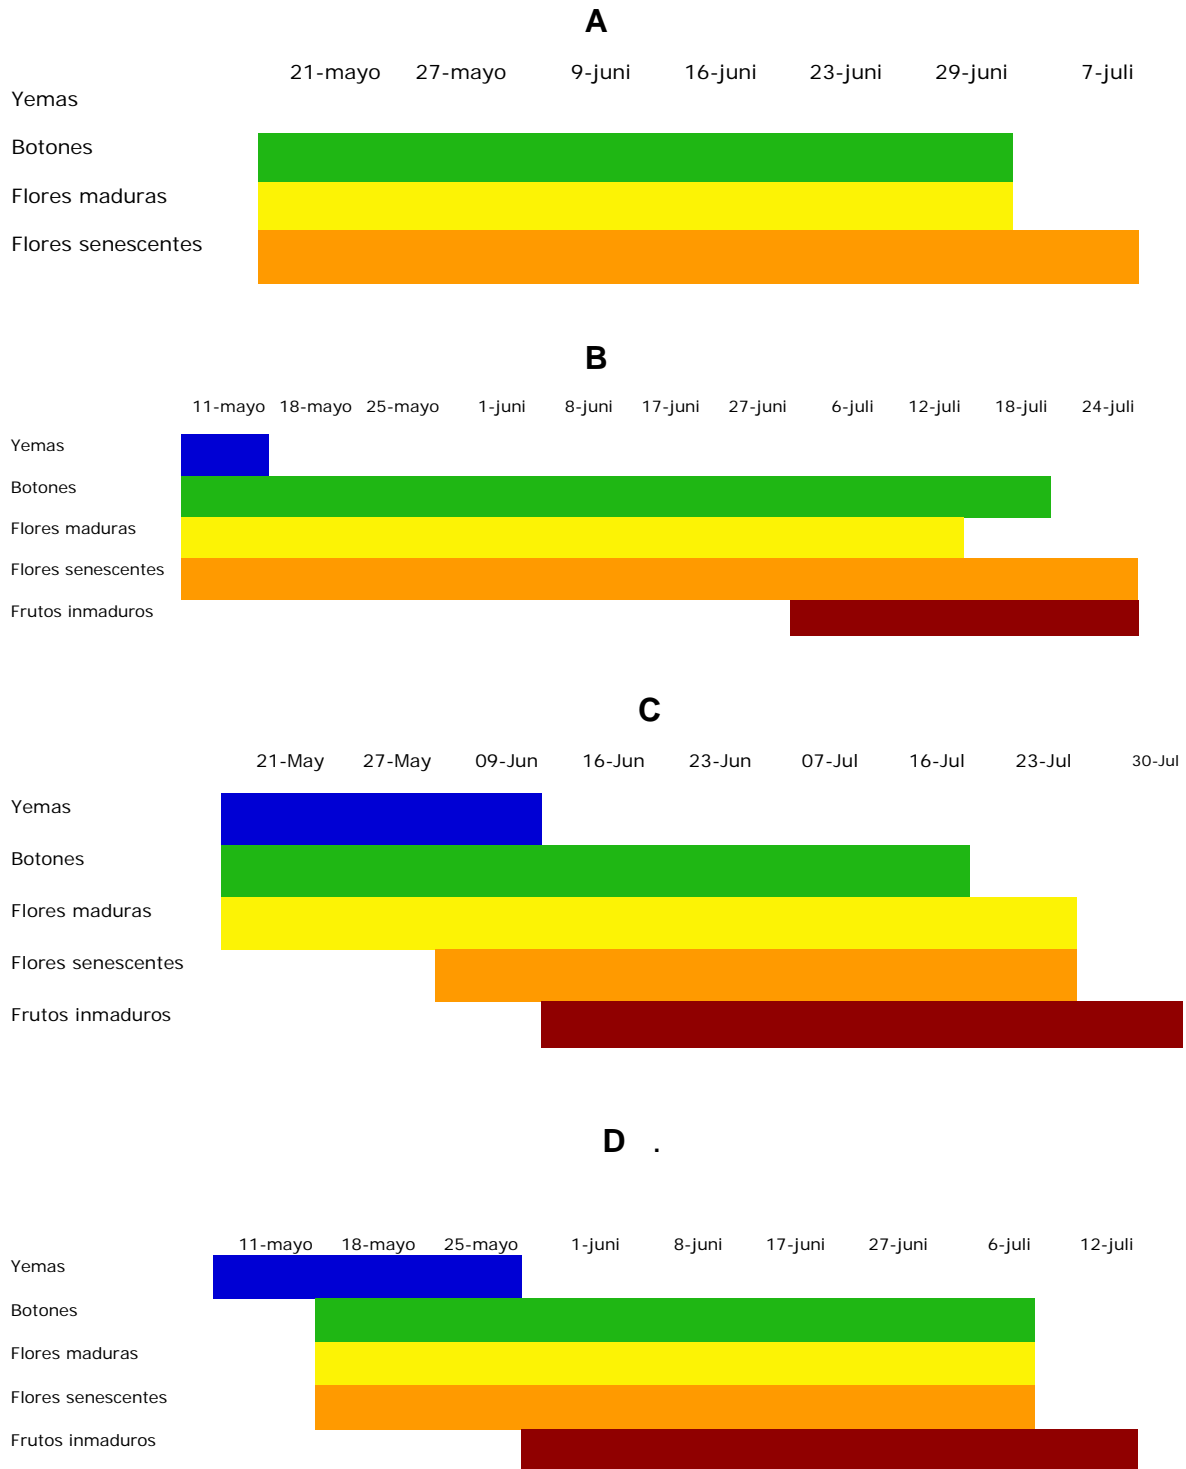 A
21-mayo 27-mayo 9-juni 16-juni 23-juni 29-juni 7-juli
Yemas
Botones
Flores maduras
Flores senescentes
B
11-mayo 18-mayo 25-mayo 1-juni 8-juni 17-juni 27-juni 6-juli 12-juli 18-juli 24-juli
Yemas
Botones
Flores maduras
Flores senescentes
Frutos inmaduros
C
21-May 27-May 09-Jun 16-Jun 23-Jun 07-Jul 16-Jul 23-Jul 30-Jul
Yemas
Botones
Flores maduras
Flores senescentes
Frutos inmaduros
D .
11-mayo 18-mayo 25-mayo 1-juni 8-juni 17-juni 27-juni 6-juli 12-juli
Yemas
Botones
Flores maduras
Flores senescentes
Frutos inmaduros